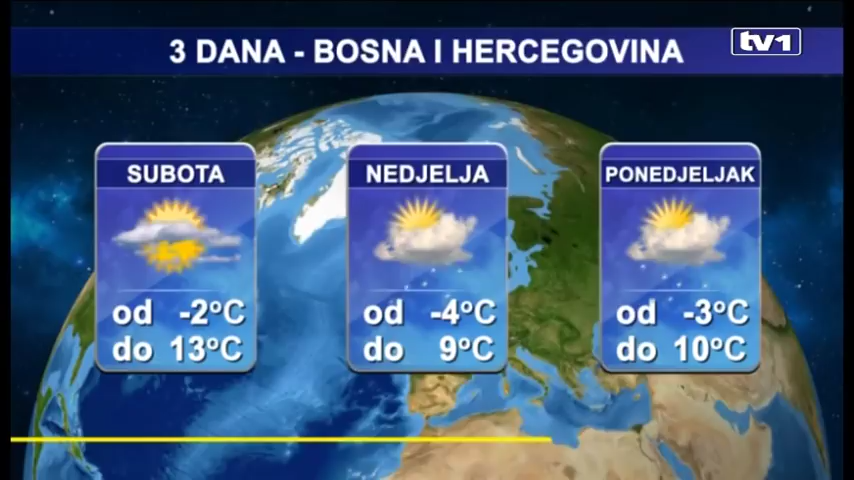 3 DANA - BOSNA I HERCEGOVINA
tv1
SUBOTA
od -2°C
do 13°C
NEDJELJA
od -4°C
do 9°C
PONEDJELJAK
od -3°C
do 10°C